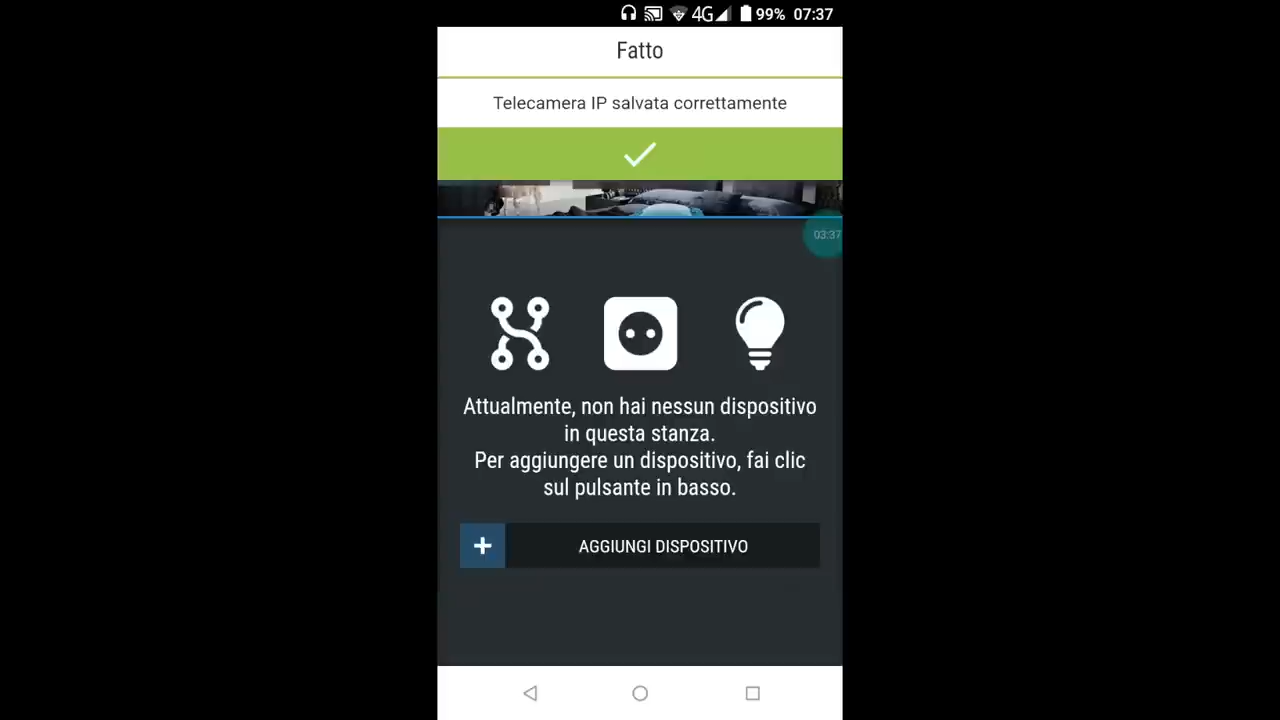 4G 99% 07:37
Fatto
Telecamera IP salvata correttamente
03:37
Attualmente, non hai nessun dispositivo
in questa stanza.
Per aggiungere un dispositivo, fai clic
sul pulsante in basso.
+ AGGIUNGI DISPOSITIVO